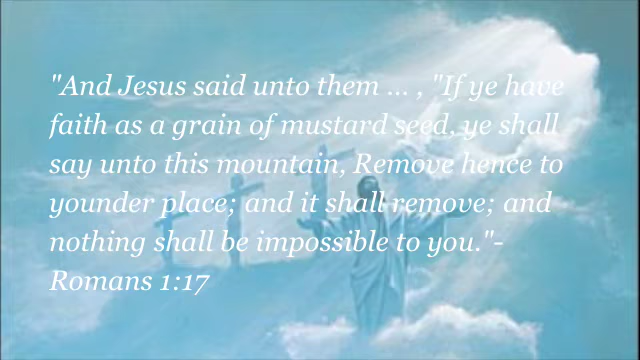 "And Jesus said unto them ... , "If ye have
faith as a grain of mustard seed, ye shall
say unto this mountain, Remove hence to
younder place; and it shall remove; and
nothing shall be impossible to you."-
Romans 1:17